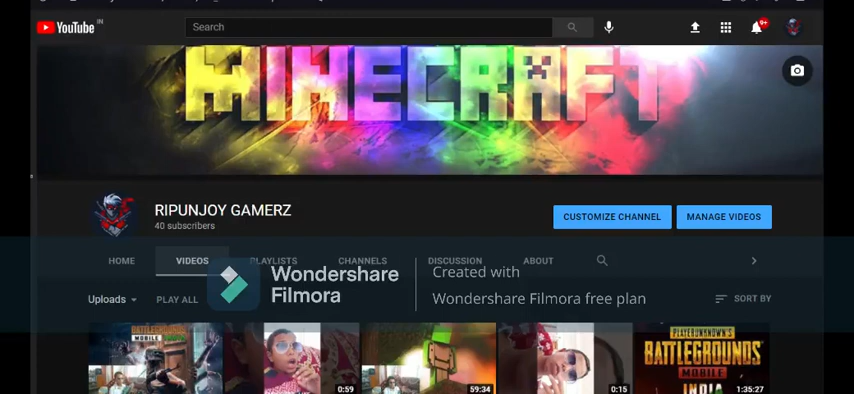 YouTube IN
Search
9+
MINECRAFT
RIPUNJOY GAMERZ
40 subscribers
CUSTOMIZE CHANNEL
MANAGE VIDEOS
HOME
VIDEOS
PLAYLISTS
CHANNELS
DISCUSSION
ABOUT
Wondershare
Filmora
Created with
Wondershare Filmora free plan
Uploads
PLAY ALL
SORT BY
BATTLEGROUNDS
MOBILE INDIA
0:59
59:34
0:15
PLAYERUNKNOWN'S
BATTLEGROUNDS
MOBILE
INDIA
1:35:27